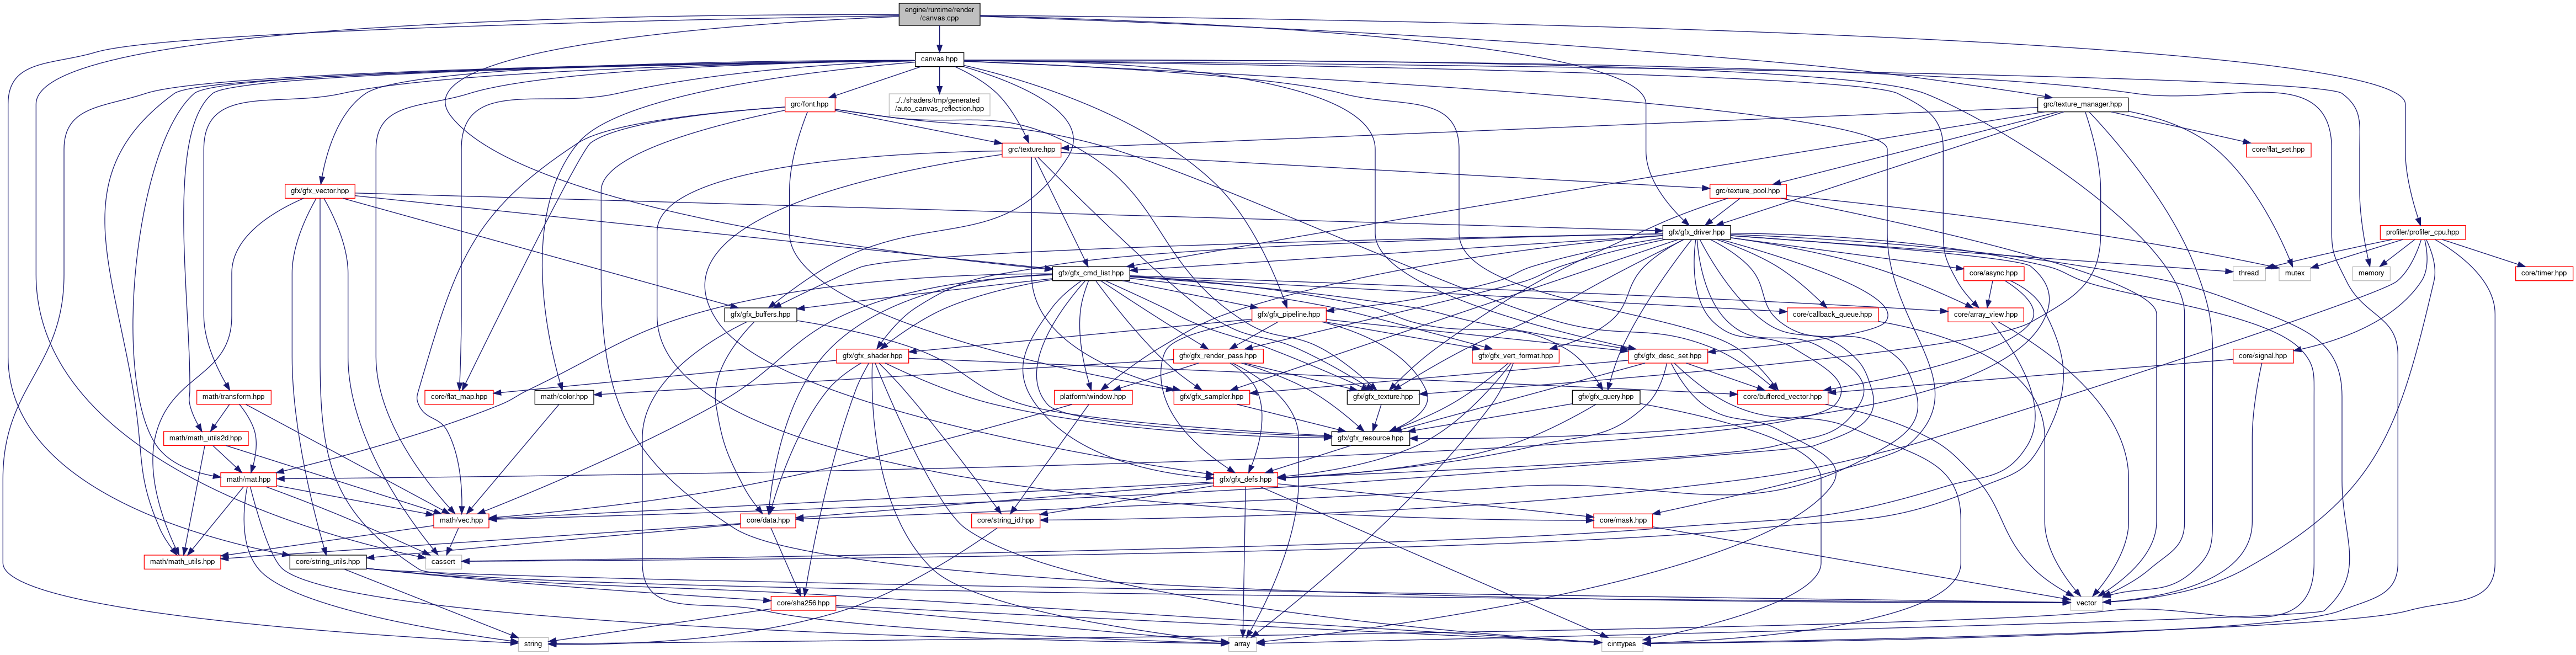 engine/runtime/render
/canvas.cpp
canvas.hpp
grc/font.hpp
../../shaders/tmp/generated
/auto_canvas_reflection.hpp
grc/texture_manager.hpp
grc/texture.hpp
core/flat_set.hpp
gfx/gfx_vector.hpp
grc/texture_pool.hpp
gfx/gfx_driver.hpp
profiler/profiler_cpu.hpp
gfx/gfx_cmd_list.hpp
core/async.hpp
thread
mutex
memory
core/timer.hpp
gfx/gfx_buffers.hpp
gfx/gfx_pipeline.hpp
core/callback_queue.hpp
core/array_view.hpp
gfx/gfx_shader.hpp
gfx/gfx_render_pass.hpp
gfx/gfx_vert_format.hpp
gfx/gfx_desc_set.hpp
core/signal.hpp
math/transform.hpp
core/flat_map.hpp
math/color.hpp
platform/window.hpp
gfx/gfx_sampler.hpp
gfx/gfx_texture.hpp
gfx/gfx_query.hpp
core/buffered_vector.hpp
math/math_utils2d.hpp
gfx/gfx_resource.hpp
math/mat.hpp
gfx/gfx_defs.hpp
math/vec.hpp
core/data.hpp
core/string_id.hpp
core/mask.hpp
math/math_utils.hpp
core/string_utils.hpp
cassert
core/sha256.hpp
vector
string
array
cinttypes